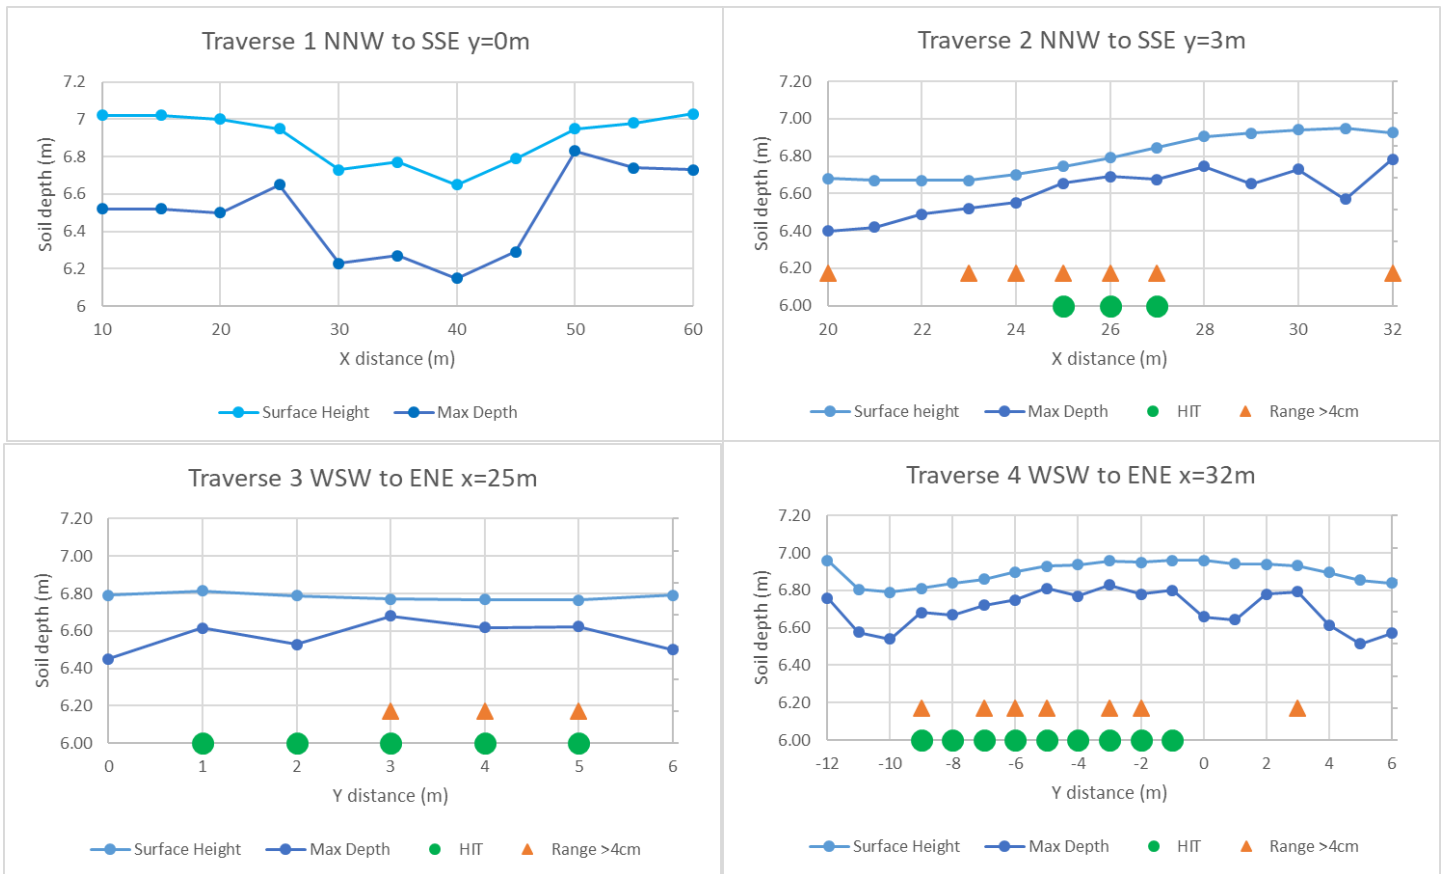 Traverse 1 NNW to SSE y=0m
7.2
7
6.8
6.6
6.4
6.2
6
Soil depth (m)
10 20 30 40 50 60
X distance (m)
Surface Height Max Depth
Traverse 2 NNW to SSE y=3m
7.20
7.00
6.80
6.60
6.40
6.20
6.00
Soil depth (m)
20 22 24 26 28 30 32
X distance (m)
Surface height Max Depth HIT Range >4cm
Traverse 3 WSW to ENE x=25m
7.20
7.00
6.80
6.60
6.40
6.20
6.00
Soil depth (m)
0 1 2 3 4 5 6
Y distance (m)
Surface Height Max Depth HIT Range >4cm
Traverse 4 WSW to ENE x=32m
7.20
7.00
6.80
6.60
6.40
6.20
6.00
Soil depth (m)
-12 -10 -8 -6 -4 -2 0 2 4 6
Y distance (m)
Surface Height Max Depth HIT Range >4cm